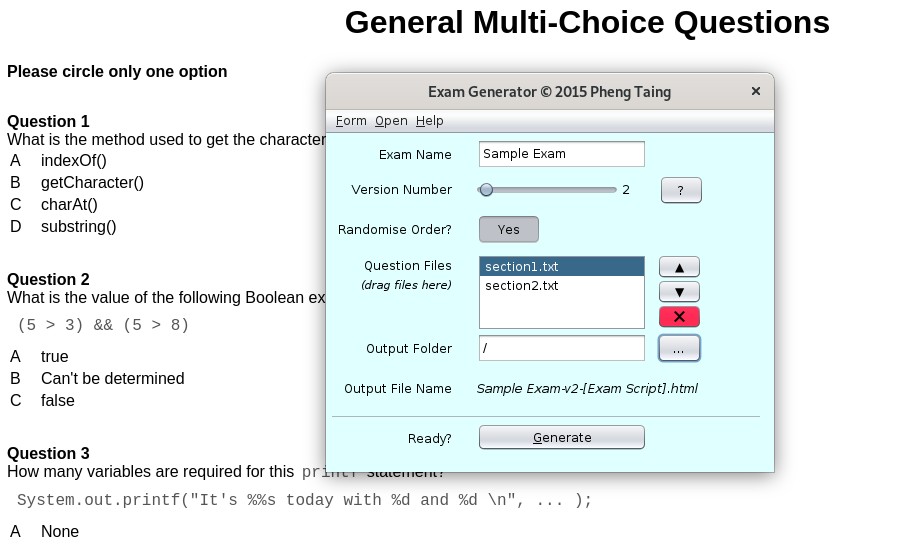 General Multi-Choice Questions
Please circle only one option
Question 1
What is the method used to get the character
A indexOf()
B getCharacter()
C charAt()
D substring()
Question 2
What is the value of the following Boolean ex
(5 > 3) && (5 > 8)
A true
B Can't be determined
C false
Question 3
How many variables are required for this printf statement?
System.out.printf("It's %%s today with %d and %d \n", ... );
A None
Exam Generator © 2015 Pheng Taing ×
Form Open Help
Exam Name Sample Exam
Version Number 2 ?
Randomise Order? Yes
Question Files section1.txt ▲
(drag files here) section2.txt ▼
×
Output Folder / ...
Output File Name Sample Exam-v2-[Exam Script].html
Ready? Generate